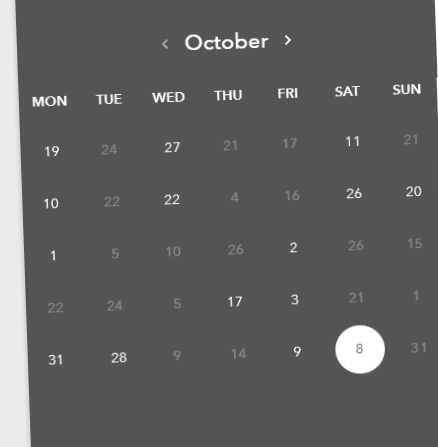 ‹ October ›
MON TUE WED THU FRI SAT SUN
19 24 27 21 17 11 21
10 22 22 4 16 26 20
1 5 10 26 2 26 15
22 24 5 17 3 21 1
31 28 9 14 9 8 31